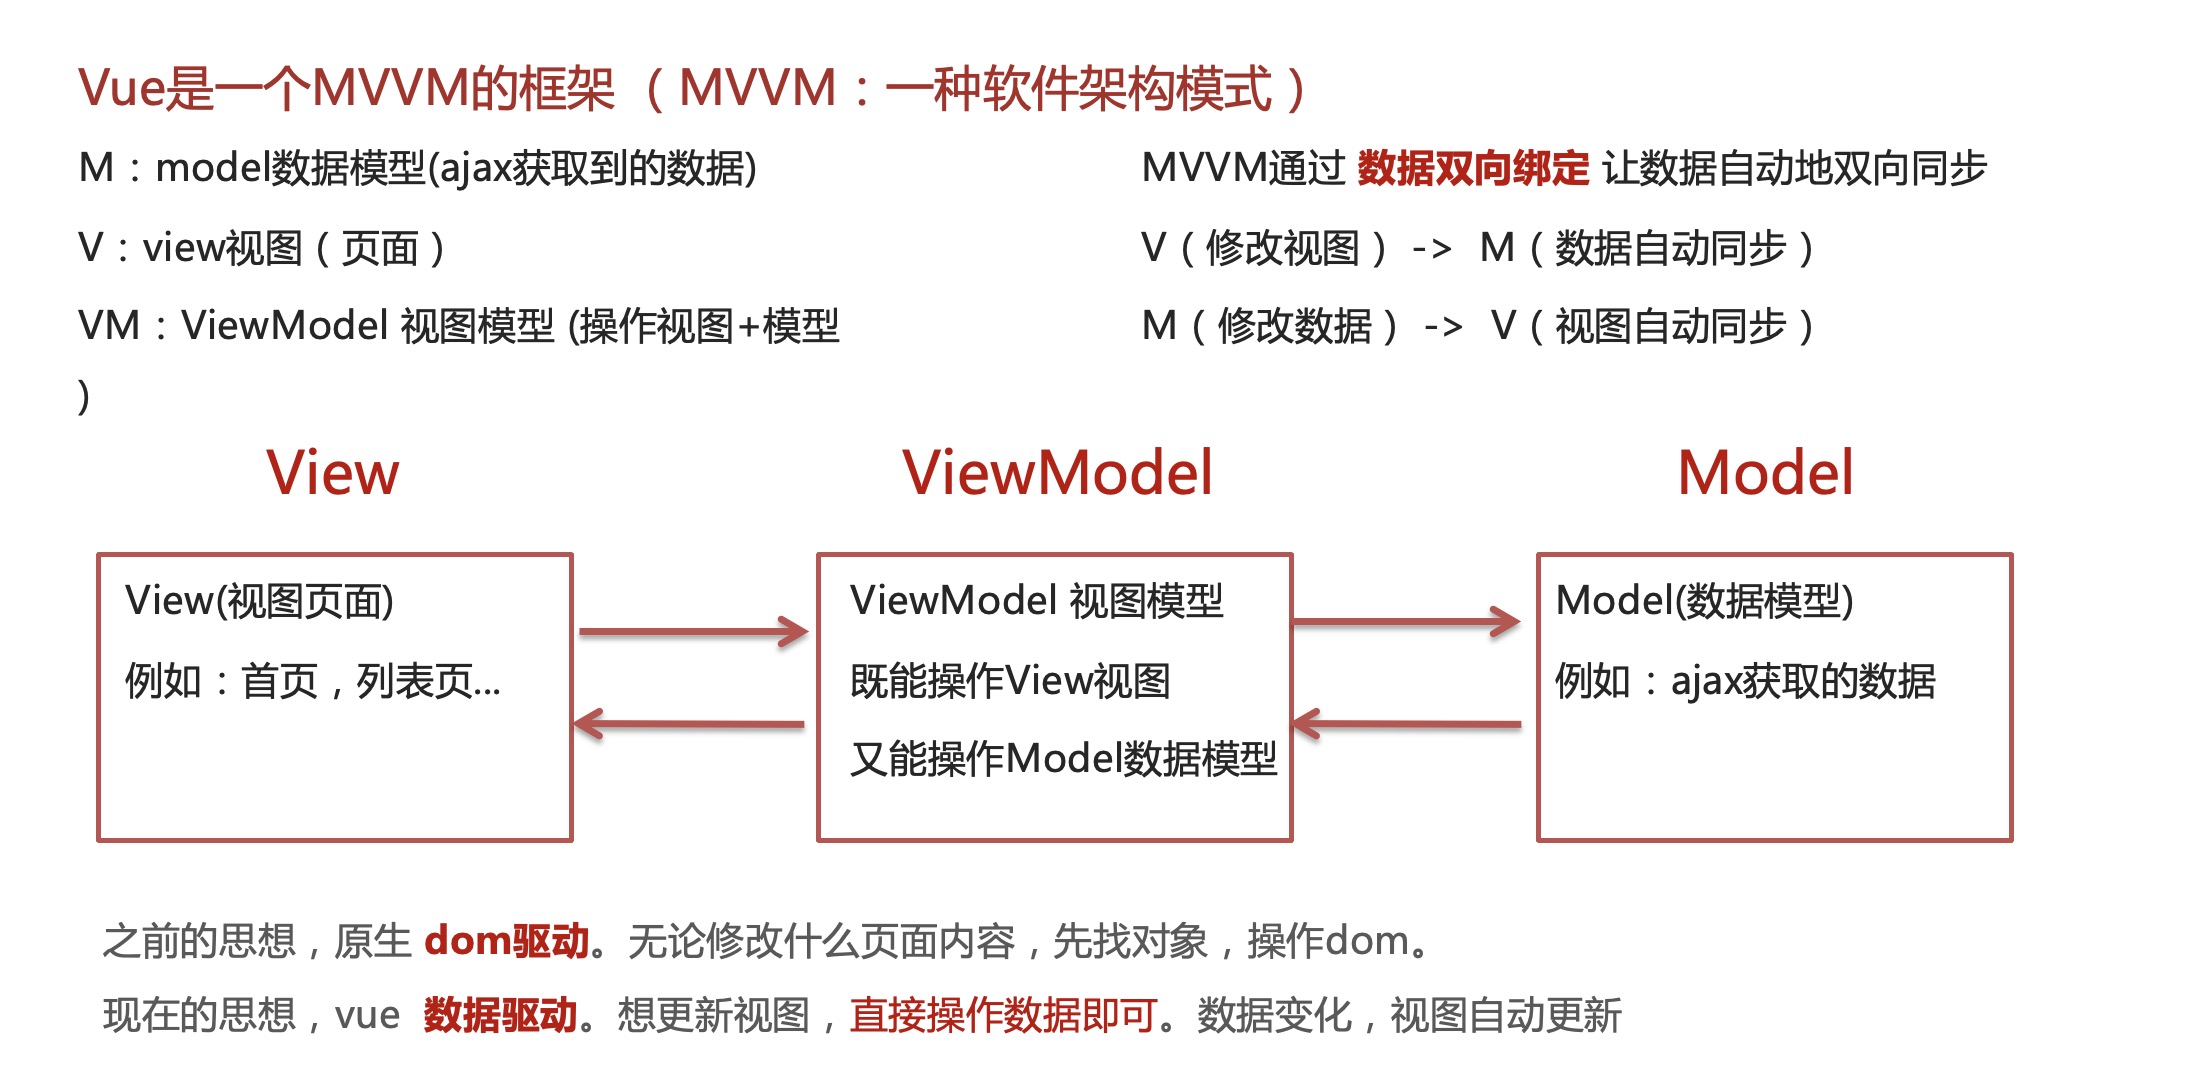 Vue是一个MVVM的框架（MVVM：一种软件架构模式）
M：model数据模型(ajax获取到的数据)
V：view视图（页面）
VM：ViewModel 视图模型 (操作视图+模型
)
MVVM通过 数据双向绑定 让数据自动地双向同步
V（修改视图） -> M（数据自动同步）
M（修改数据） -> V（视图自动同步）
View
ViewModel
Model
View(视图页面)
例如：首页，列表页...
ViewModel 视图模型
既能操作View视图
又能操作Model数据模型
Model(数据模型)
例如：ajax获取的数据
之前的思想，原生 dom驱动。无论修改什么页面内容，先找对象，操作dom。
现在的思想，vue 数据驱动。想更新视图，直接操作数据即可。数据变化，视图自动更新